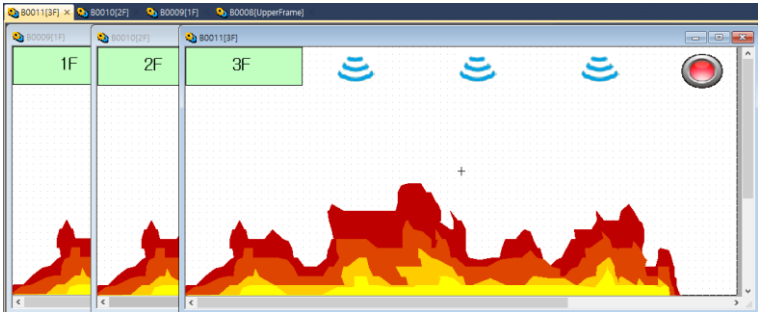 B0011[3F] × B0010[2F] B0009[1F] B0008[UpperFrame]
B0009[1F] B0010[2F] B0011[3F]
1F 2F 3F